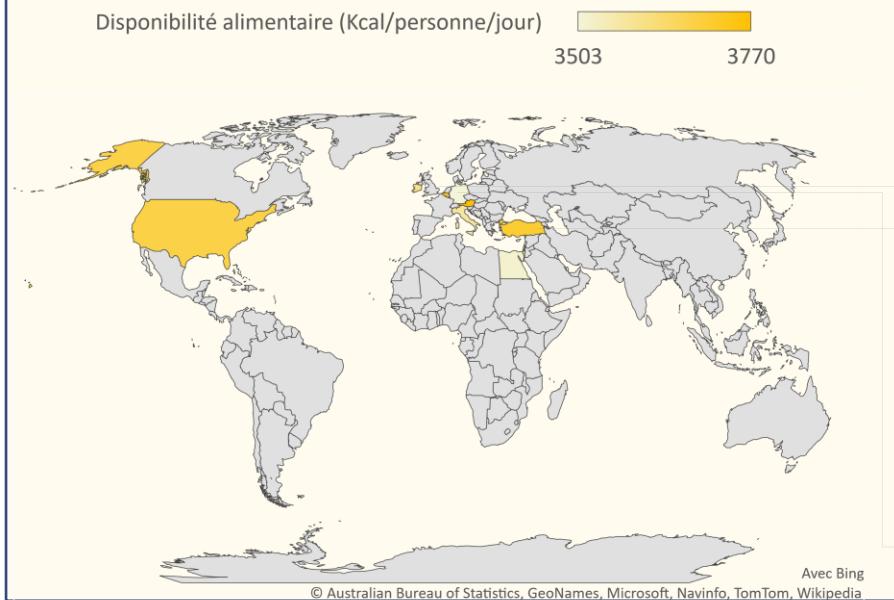 Disponibilité alimentaire (Kcal/personne/jour)
3503 3770
Avec Bing
© Australian Bureau of Statistics, GeoNames, Microsoft, Navinfo, TomTom, Wikipedia